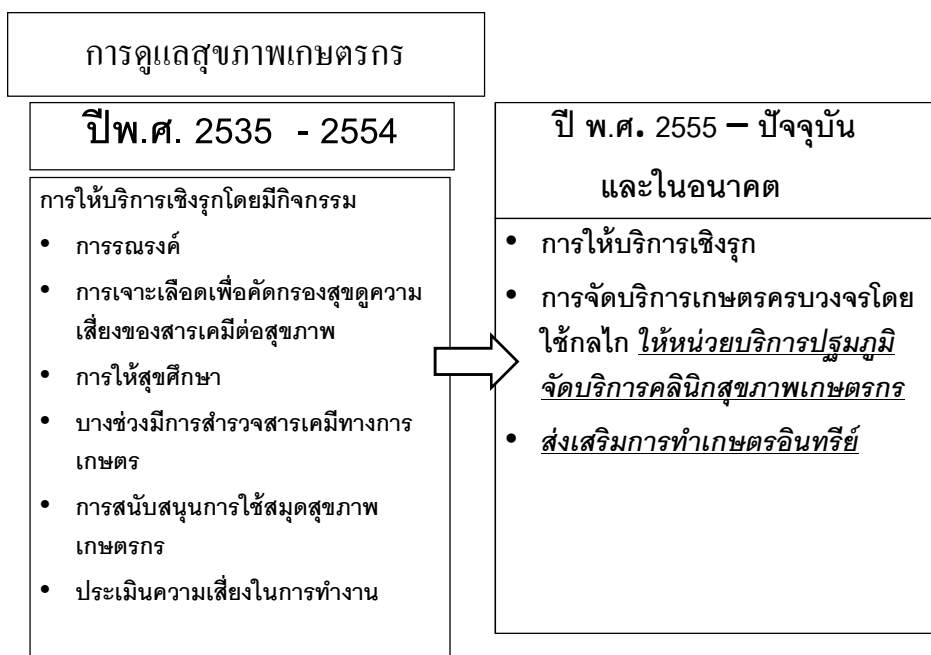 การดูแลสุขภาพเกษตรกร
ปีพ.ศ. 2535 - 2554
การให้บริการเชิงรุกโดยมีกิจกรรม
• การรณรงค์
• การเจาะเลือดเพื่อคัดกรองสุขดูความ
เสี่ยงของสารเคมีต่อสุขภาพ
• การให้สุขศึกษา
• บางช่วงมีการสำรวจสารเคมีทางการ
เกษตร
• การสนับสนุนการใช้สมุดสุขภาพ
เกษตรกร
• ประเมินความเสี่ยงในการทำงาน
ปี พ.ศ. 2555 – ปัจจุบัน
และในอนาคต
• การให้บริการเชิงรุก
• การจัดบริการเกษตรครบวงจรโดย
ใช้กลไก ให้หน่วยบริการปฐมภูมิ
จัดบริการคลินิกสุขภาพเกษตรกร
• ส่งเสริมการทำเกษตรอินทรีย์